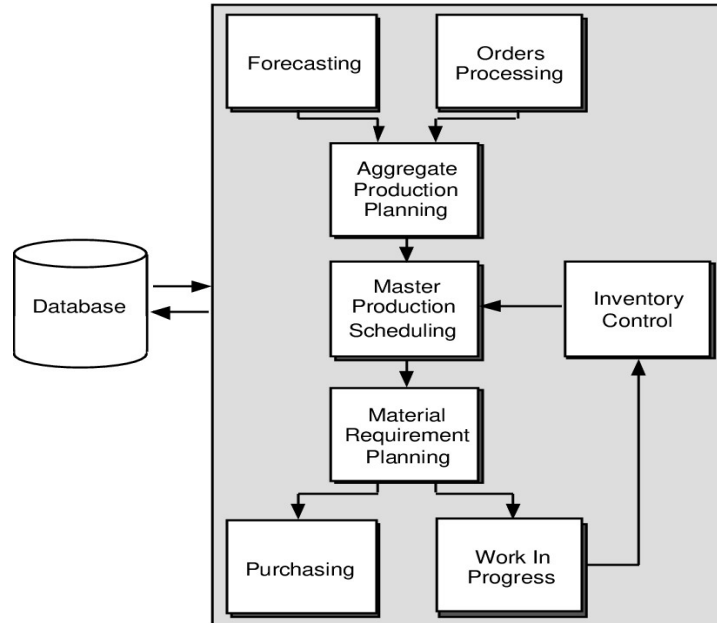 Forecasting
Orders
Processing
Aggregate
Production
Planning
Database
Master
Production
Scheduling
Inventory
Control
Material
Requirement
Planning
Purchasing
Work In
Progress